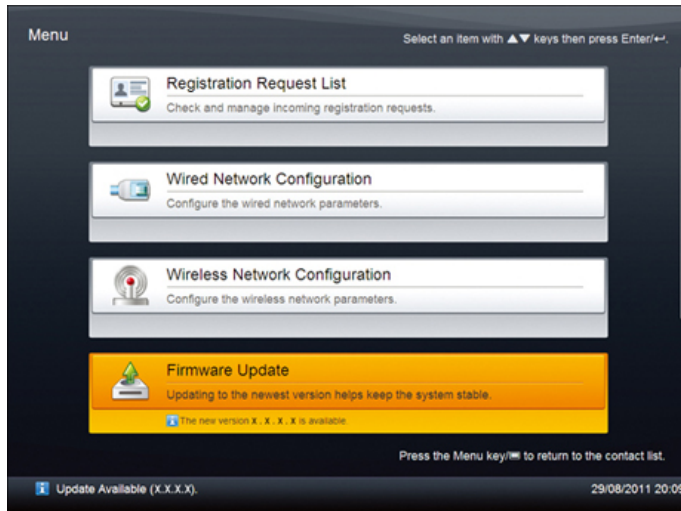 Menu
Select an item with ▲▼ keys then press Enter/↵.
Registration Request List
Check and manage incoming registration requests.
Wired Network Configuration
Configure the wired network parameters.
Wireless Network Configuration
Configure the wireless network parameters.
Firmware Update
Updating to the newest version helps keep the system stable.
The new version X . X . X . X is available.
Press the Menu key/ to return to the contact list.
Update Available (X.X.X.X).
29/08/2011 20:09